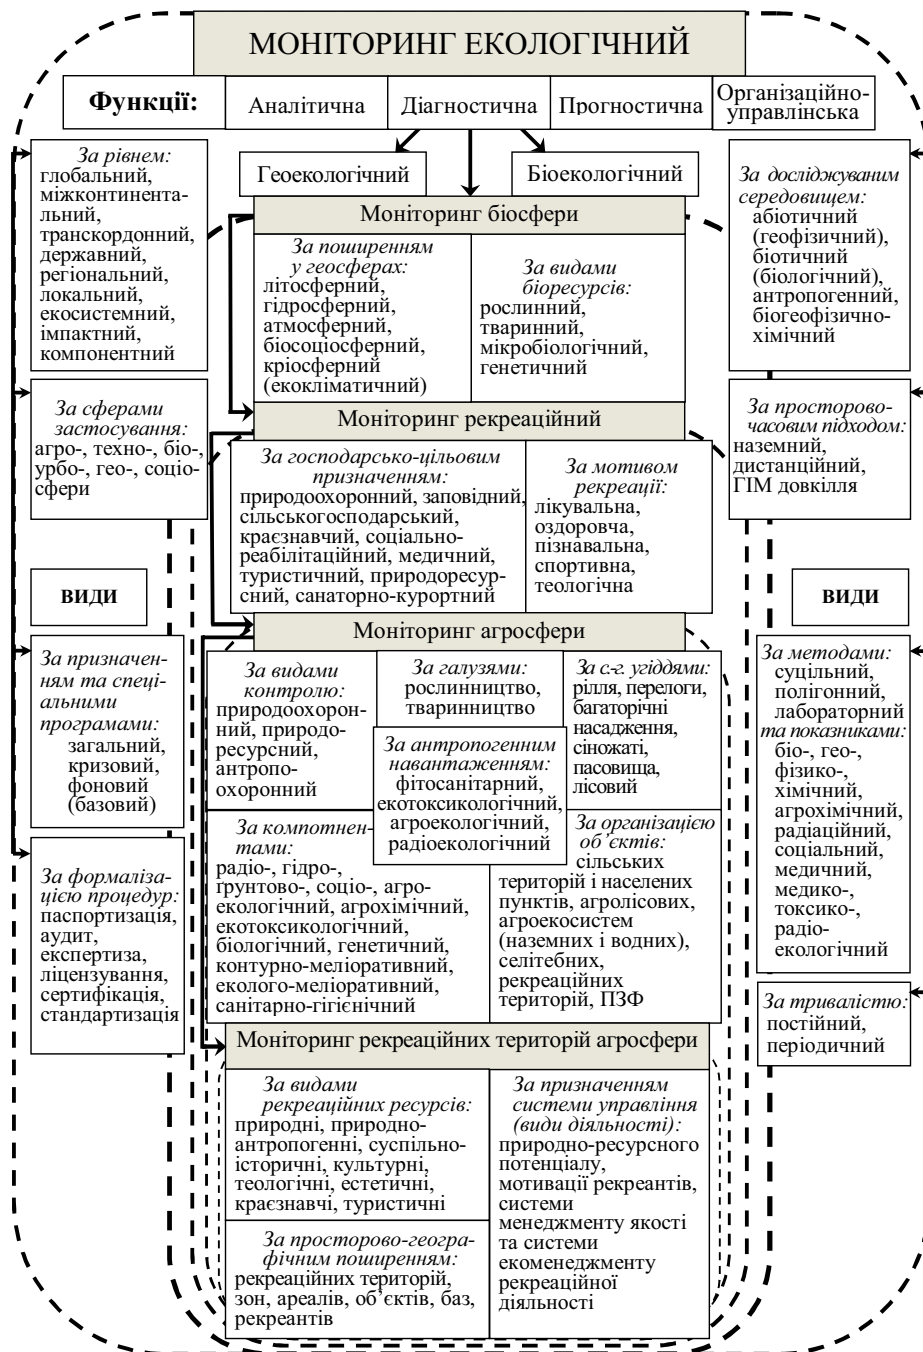 МОНІТОРИНГ ЕКОЛОГІЧНИЙ
Функції:
Аналітична
Діагностична
Прогностична
Організаційно-
управлінська
За рівнем:
глобальний,
міжконтинента-
льний,
транскордонний,
державний,
регіональний,
локальний,
екосистемний,
імпактний,
компонентний
За сферами
застосування:
агро-, техно-, біо-,
урбо-, гео-, соціо-
сфери
ВИДИ
За призначен-
ням та спеці-
альними
програмами:
загальний,
кризовий,
фоновий
(базовий)
За формаліза-
цією процедур:
паспортизація,
аудит,
експертиза,
ліцензування,
сертифікація,
стандартизація
Геоекологічний
Біоекологічний
Моніторинг біосфери
За поширенням
у геосферах:
літосферний,
гідросферний,
атмосферний,
біосоціосферний,
кріосферний
(екокліматичний)
За видами
біоресурсів:
рослинний,
тваринний,
мікробіологічний,
генетичний
Моніторинг рекреаційний
За господарсько-цільовим
призначенням:
природоохоронний, заповідний,
сільськогосподарський,
краєзнавчий, соціально-
реабілітаційний, медичний,
туристичний, природоресур-
сний, санаторно-курортний
За мотивом
рекреації:
лікувальна,
оздоровча,
пізнавальна,
спортивна,
теологічна
Моніторинг агросфери
За видами
контролю:
природоохорон-
ний, природо-
ресурсний,
антропо-
охоронний
За галузями:
рослинництво,
тваринництво
За с.-г. угіддями:
рілля, перелоги,
багаторічні
насадження,
сіножаті,
пасовища,
лісовий
За антропогенним
навантаженням:
фітосанітарний,
екотоксикологічний,
агроекологічний,
радіоекологічний
За компотнен-
тами:
радіо-, гідро-,
ґрунтово-, соціо-, агро-
екологічний, агрохімічний,
екотоксикологічний,
біологічний, генетичний,
контурно-меліоративний,
еколого-меліоративний,
санітарно-гігієнічний
За організацією
об’єктів:
сільських
територій і населених
пунктів, агролісових,
агроекосистем
(наземних і водних),
селітебних,
рекреаційних
територій, ПЗФ
Моніторинг рекреаційних територій агросфери
За видами
рекреаційних ресурсів:
природні, природно-
антропогенні, суспільно-
історичні, культурні,
теологічні, естетичні,
краєзнавчі, туристичні
За просторово-геогра-
фічним поширенням:
рекреаційних територій,
зон, ареалів, об’єктів, баз,
рекреантів
За призначенням
системи управління
(види діяльності):
природно-ресурсного
потенціалу,
мотивації рекреантів,
системи
менеджменту якості
та системи
екоменеджменту
рекреаційної
діяльності
За досліджуваним
середовищем:
абіотичний
(геофізичний),
біотичний
(біологічний),
антропогенний,
біогеофізично-
хімічний
За просторово-
часовим підходом:
наземний,
дистанційний,
ГІМ довкілля
ВИДИ
За методами:
суцільний,
полігонний,
лабораторний
та показниками:
біо-, гео-,
фізико-,
хімічний,
агрохімічний,
радіаційний,
соціальний,
медичний,
медико-,
токсико-,
радіо-
екологічний
За тривалістю:
постійний,
періодичний